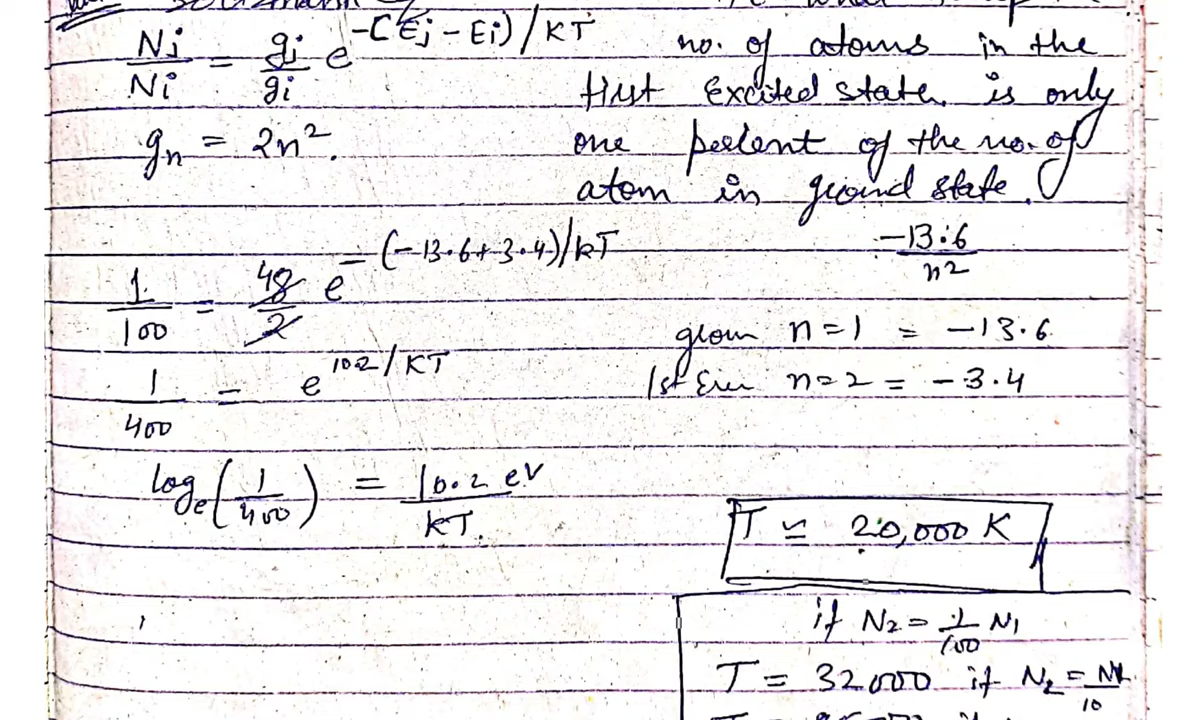 Nj/Ni = gj/gi e^-(Ej - Ei)/KT
no. of atoms in the
first Excited state. is only
gn = 2n².
one percent of the no. of
atom in ground state.
1/100 = 48/2 e^-(-13.6+3.4)/kT
-13.6/n²
1/400 = e^10.2/KT
groun n=1 = -13.6
1st Exe n=2 = -3.4
loge(1/400) = 10.2 eV/kT.
T ≃ 20,000 K
if N2 = 1/100 N1
T = 32000 if N2 = N1/10